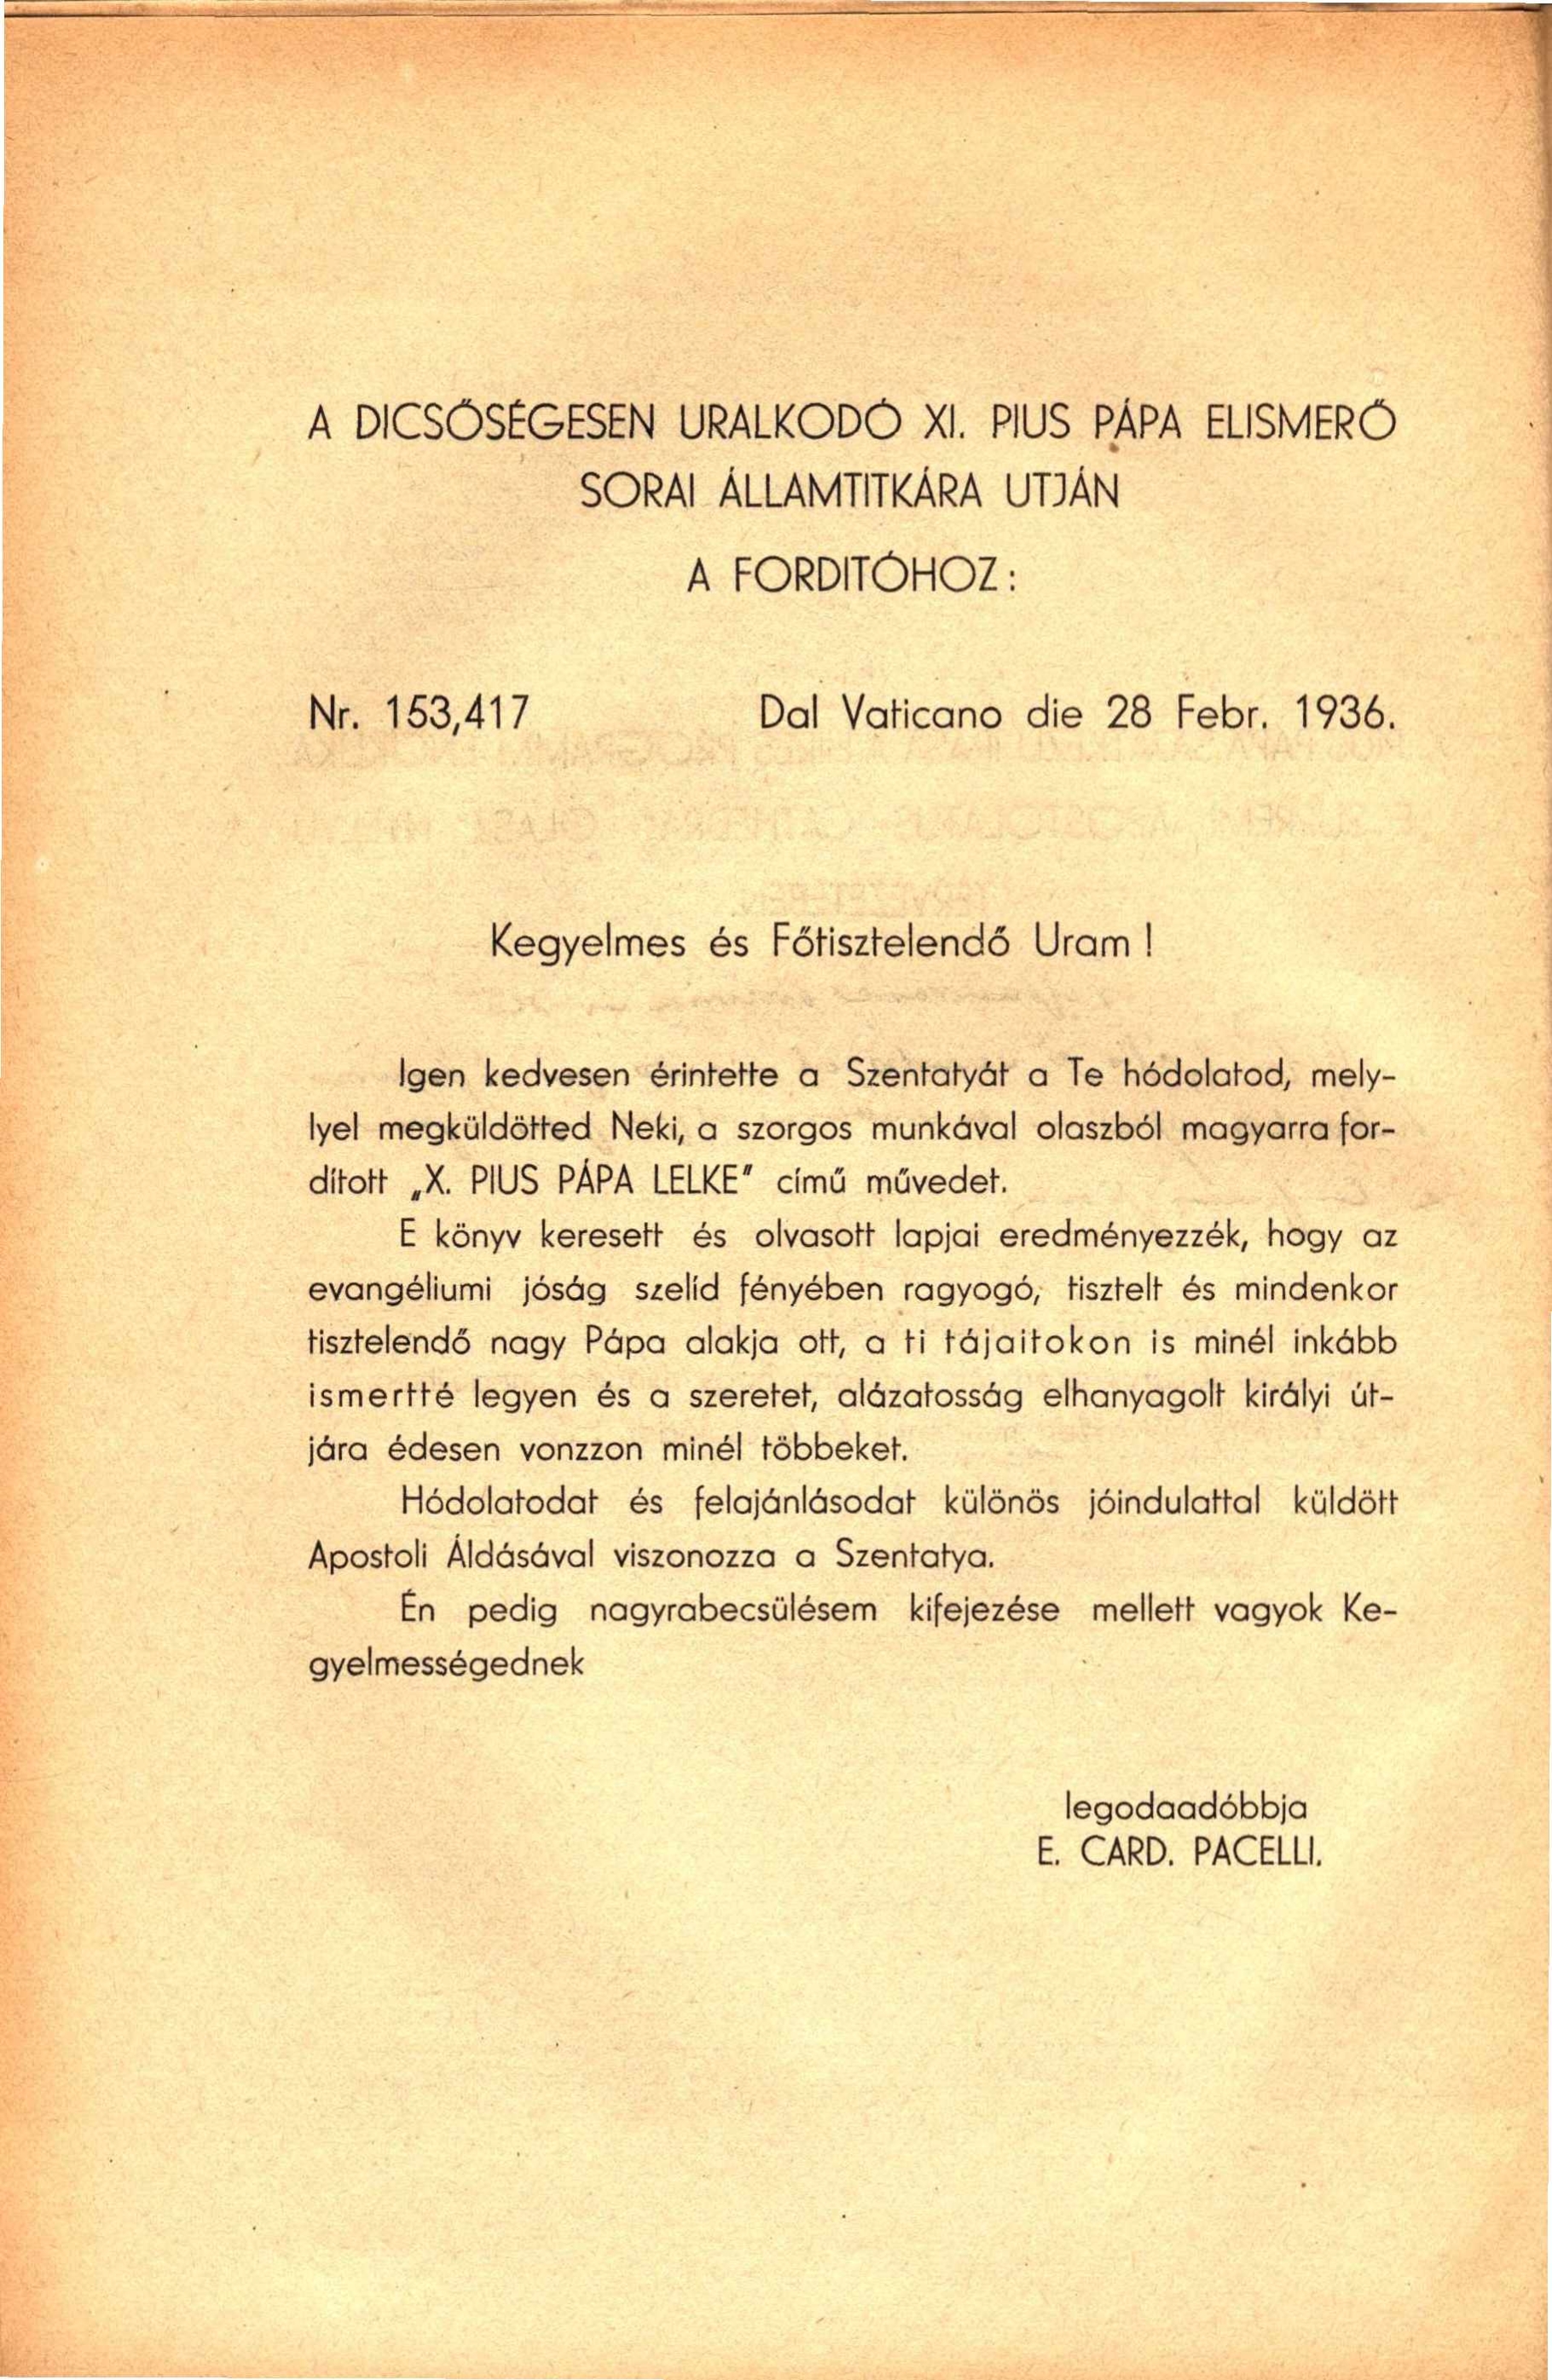 A DICSŐSÉGESEN URALKODÓ XI. PIUS PÁPA ELISMERŐ
SORAI ÁLLAMTITKÁRA UTJÁN
A FORDITÓHOZ:
Nr. 153,417 Dal Vaticano die 28 Febr. 1936.
Kegyelmes és Főtisztelendő Uram!
Igen kedvesen érintette a Szentatyát a Te hódolatod, mely-
lyel megküldötted Neki, a szorgos munkával olaszból magyarra for-
dított „X. PIUS PÁPA LELKE" című művedet.
E könyv keresett és olvasott lapjai eredményezzék, hogy az
evangéliumi jóság szelíd fényében ragyogó, tisztelt és mindenkor
tisztelendő nagy Pápa alakja ott, a ti tájaitokon is minél inkább
ismertté legyen és a szeretet, alázatosság elhanyagolt királyi út-
jára édesen vonzzon minél többeket.
Hódolatodat és felajánlásodat különös jóindulattal küldött
Apostoli Áldásával viszonozza a Szentatya.
Én pedig nagyrabecsülésem kifejezése mellett vagyok Ke-
gyelmességednek
legodaadóbbja
E. CARD. PACELLI.